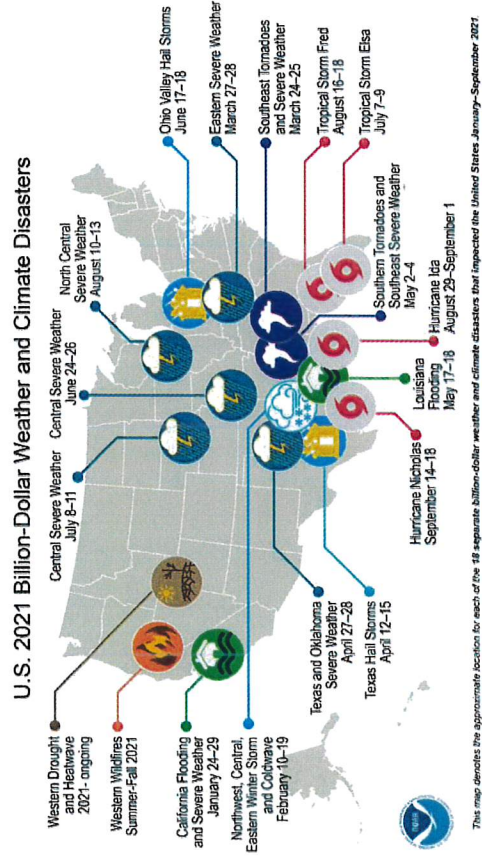 U.S. 2021 Billion-Dollar Weather and Climate Disasters
Western Drought
and Heatwave
2021- ongoing
Western Wildfires
Summer-Fall 2021
California Flooding
and Severe Weather
January 24–29
Northwest, Central,
Eastern Winter Storm
and Coldwave
February 10–19
Central Severe Weather
July 8–11
Central Severe Weather
June 24–26
North Central
Severe Weather
August 10–13
Ohio Valley Hail Storms
June 17–18
Eastern Severe Weather
March 27–28
Southeast Tornadoes
and Severe Weather
March 24–25
Tropical Storm Fred
August 16–18
Tropical Storm Elsa
July 7–9
Southern Tornadoes and
Southeast Severe Weather
May 2–4
Hurricane Ida
August 29–September 1
Louisiana
Flooding
May 17–18
Hurricane Nicholas
September 14–18
Texas and Oklahoma
Severe Weather
April 27–28
Texas Hail Storms
April 12–15
NOAA
This map denotes the approximate location for each of the 18 separate billion-dollar weather and climate disasters that impacted the United States January–September 2021.